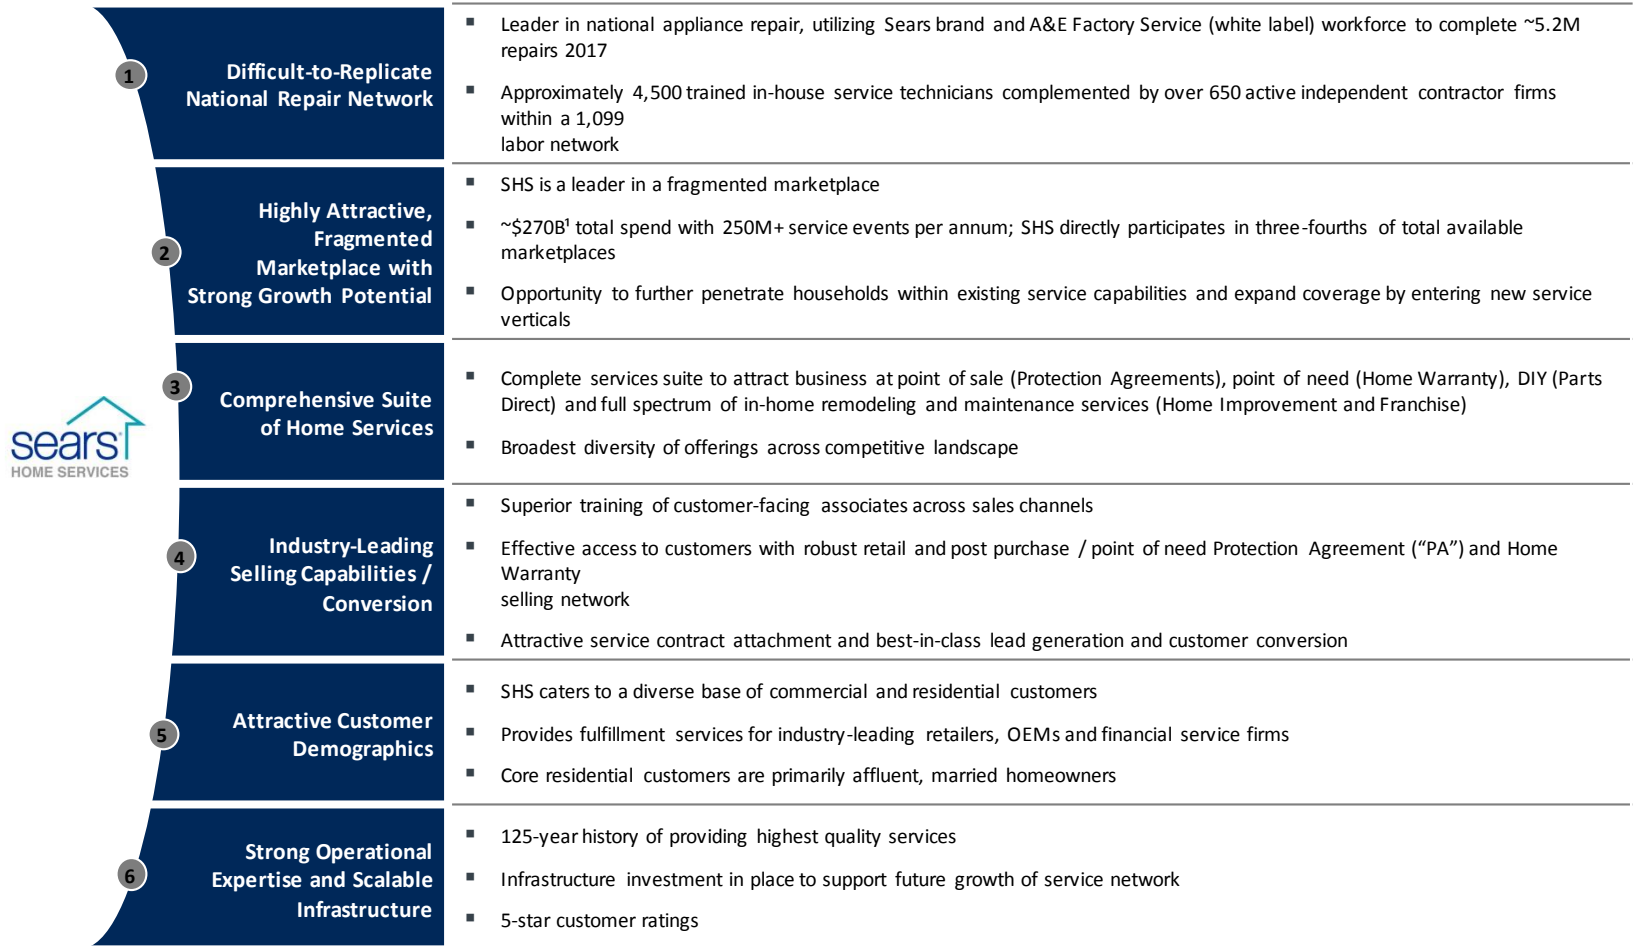 1
Difficult-to-Replicate
National Repair Network
▪ Leader in national appliance repair, utilizing Sears brand and A&E Factory Service (white label) workforce to complete ~5.2M
repairs 2017
▪ Approximately 4,500 trained in-house service technicians complemented by over 650 active independent contractor firms
within a 1,099
labor network
2
Highly Attractive,
Fragmented
Marketplace with
Strong Growth Potential
▪ SHS is a leader in a fragmented marketplace
▪ ~$270B¹ total spend with 250M+ service events per annum; SHS directly participates in three-fourths of total available
marketplaces
▪ Opportunity to further penetrate households within existing service capabilities and expand coverage by entering new service
verticals
sears
HOME SERVICES
3
Comprehensive Suite
of Home Services
▪ Complete services suite to attract business at point of sale (Protection Agreements), point of need (Home Warranty), DIY (Parts
Direct) and full spectrum of in-home remodeling and maintenance services (Home Improvement and Franchise)
▪ Broadest diversity of offerings across competitive landscape
4
Industry-Leading
Selling Capabilities /
Conversion
▪ Superior training of customer-facing associates across sales channels
▪ Effective access to customers with robust retail and post purchase / point of need Protection Agreement (“PA”) and Home
Warranty
selling network
▪ Attractive service contract attachment and best-in-class lead generation and customer conversion
5
Attractive Customer
Demographics
▪ SHS caters to a diverse base of commercial and residential customers
▪ Provides fulfillment services for industry-leading retailers, OEMs and financial service firms
▪ Core residential customers are primarily affluent, married homeowners
6
Strong Operational
Expertise and Scalable
Infrastructure
▪ 125-year history of providing highest quality services
▪ Infrastructure investment in place to support future growth of service network
▪ 5-star customer ratings